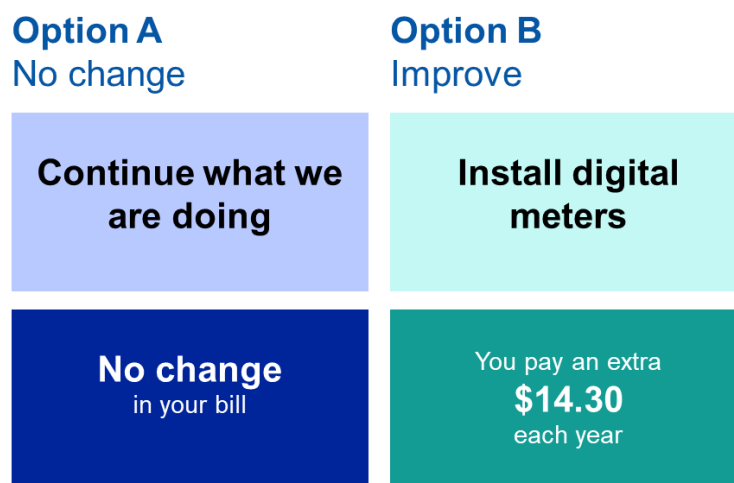 Option A
No change
Continue what we
are doing
No change
in your bill
Option B
Improve
Install digital
meters
You pay an extra
$14.30
each year